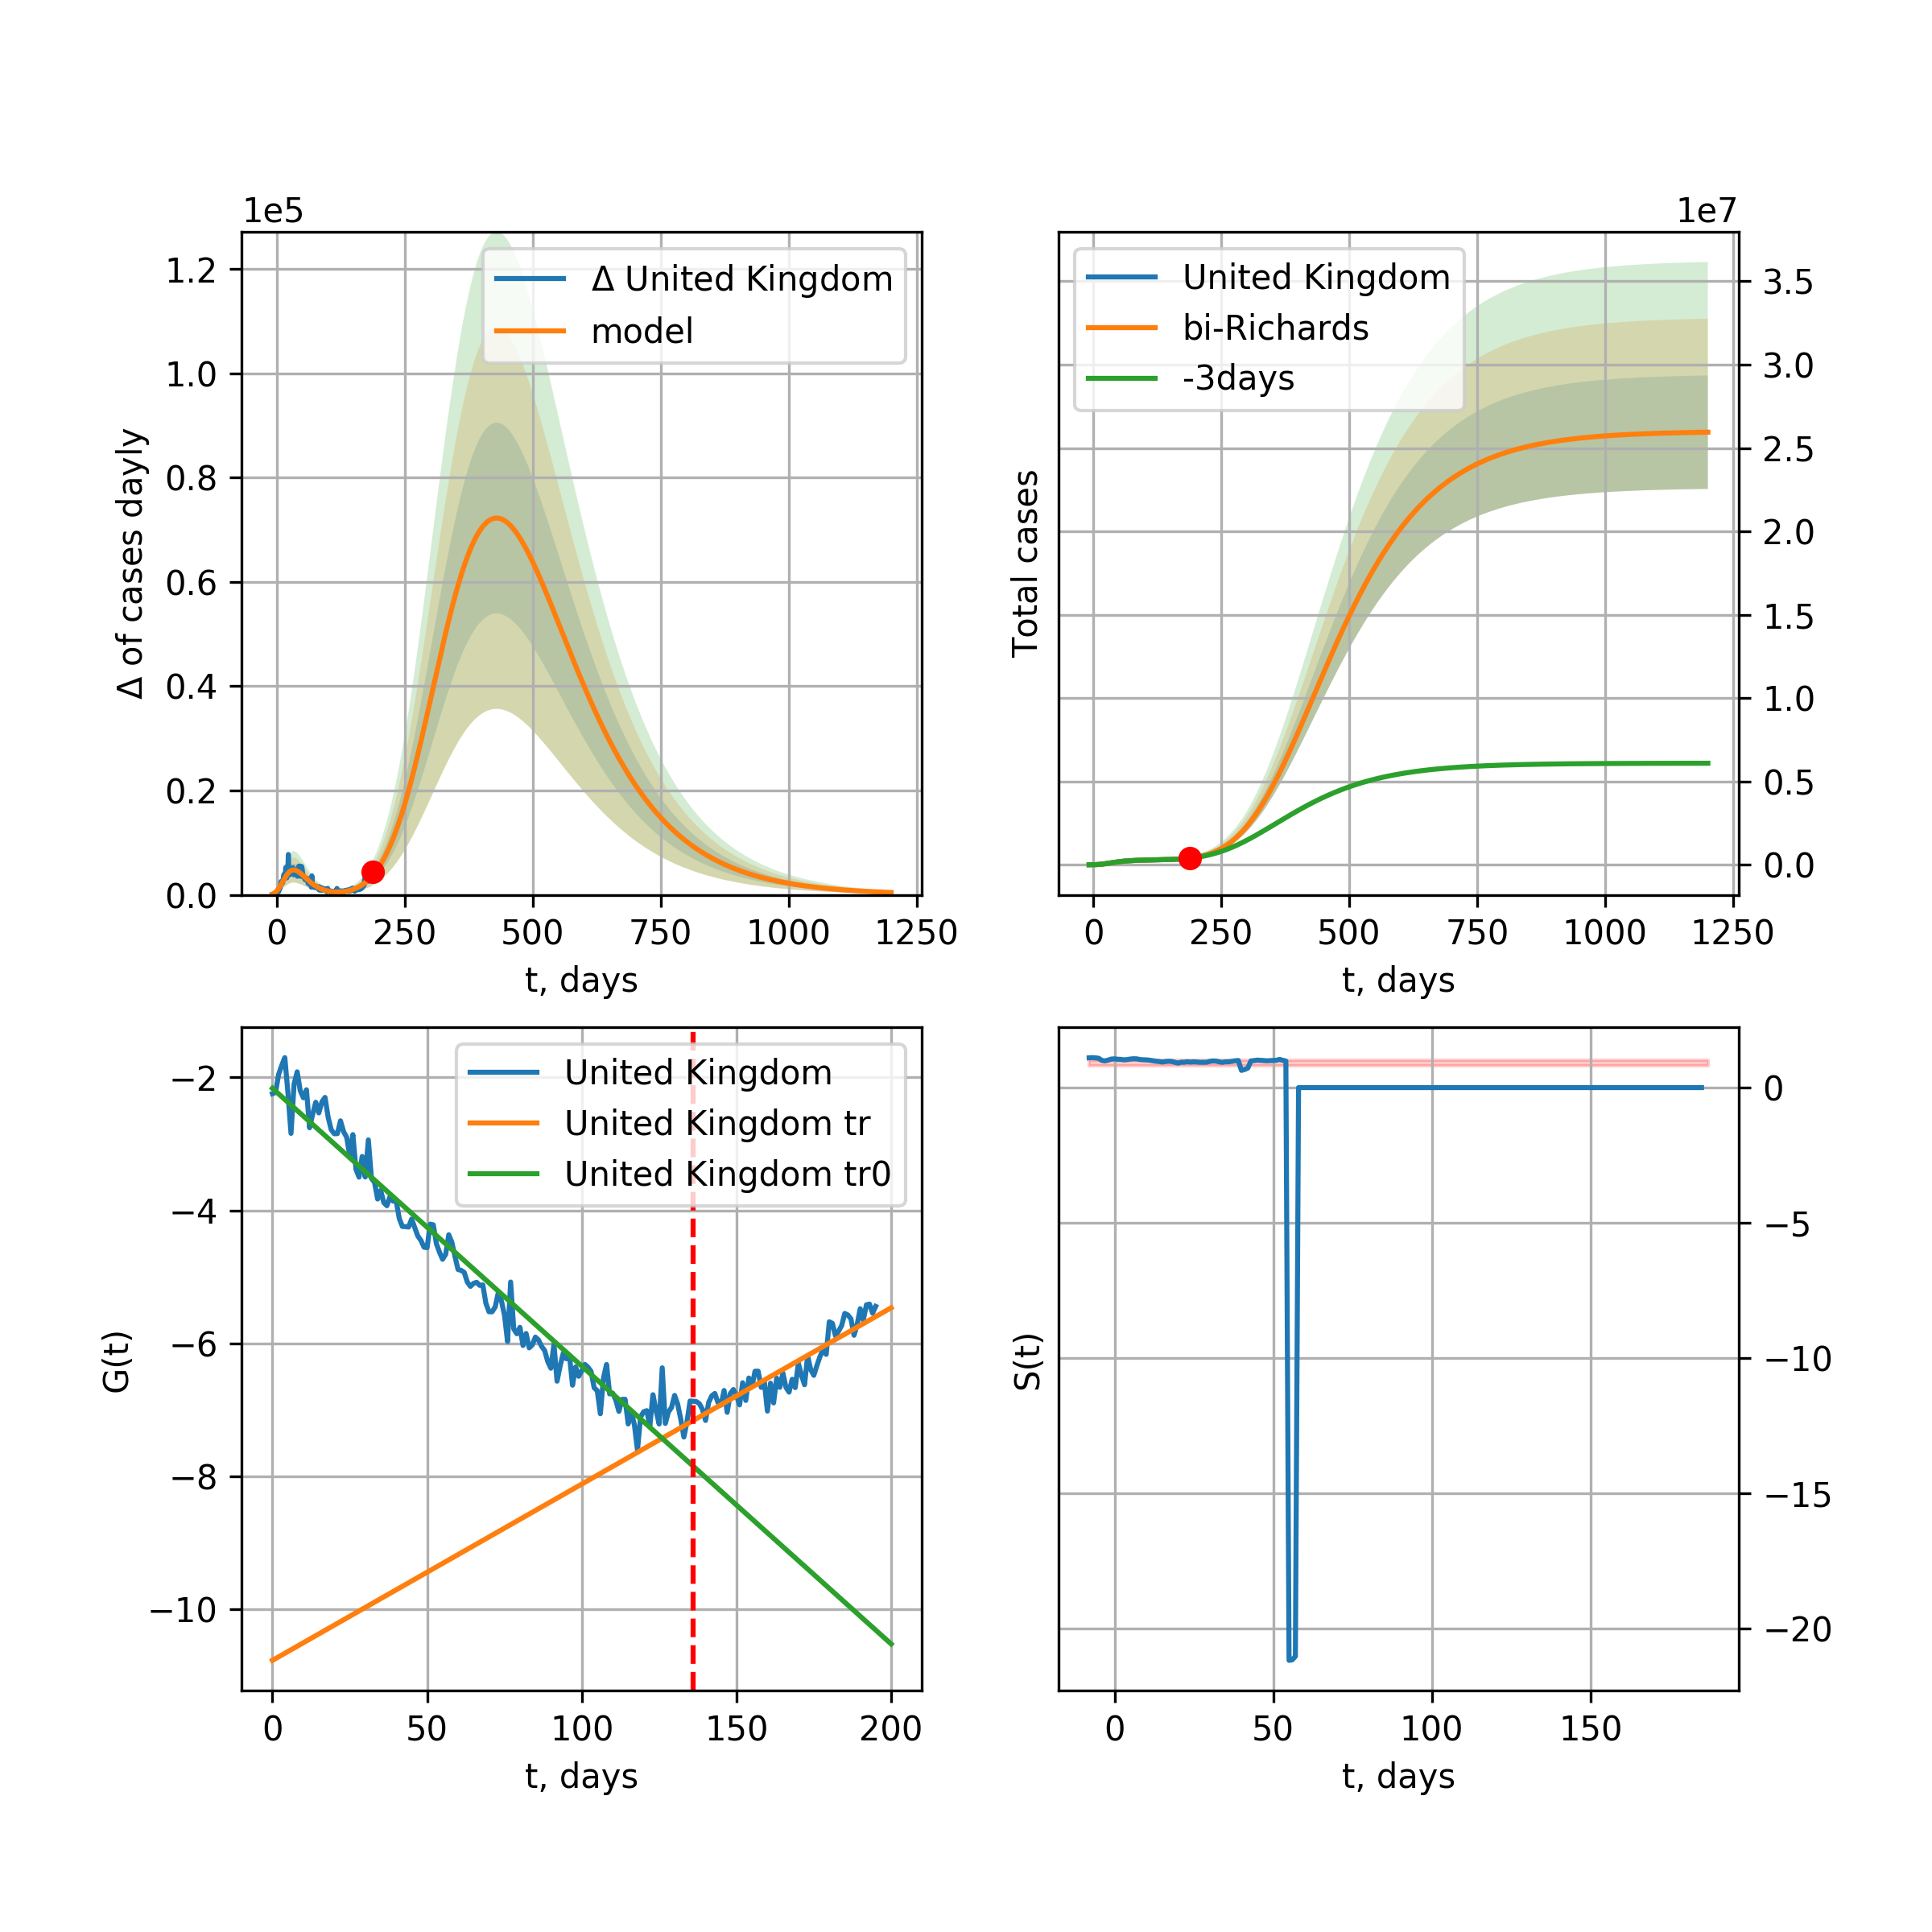 1e5
1.2
1.0
0.8
0.6
0.4
0.2
0.0
Δ of cases dayly
Δ United Kingdom
model
0 250 500 750 1000 1250
t, days
1e7
3.5
3.0
2.5
2.0
1.5
1.0
0.5
0.0
Total cases
United Kingdom
bi-Richards
-3days
0 250 500 750 1000 1250
t, days
−2
−4
−6
−8
−10
G(t)
United Kingdom
United Kingdom tr
United Kingdom tr0
0 50 100 150 200
t, days
0
−5
−10
−15
−20
S(t)
0 50 100 150
t, days